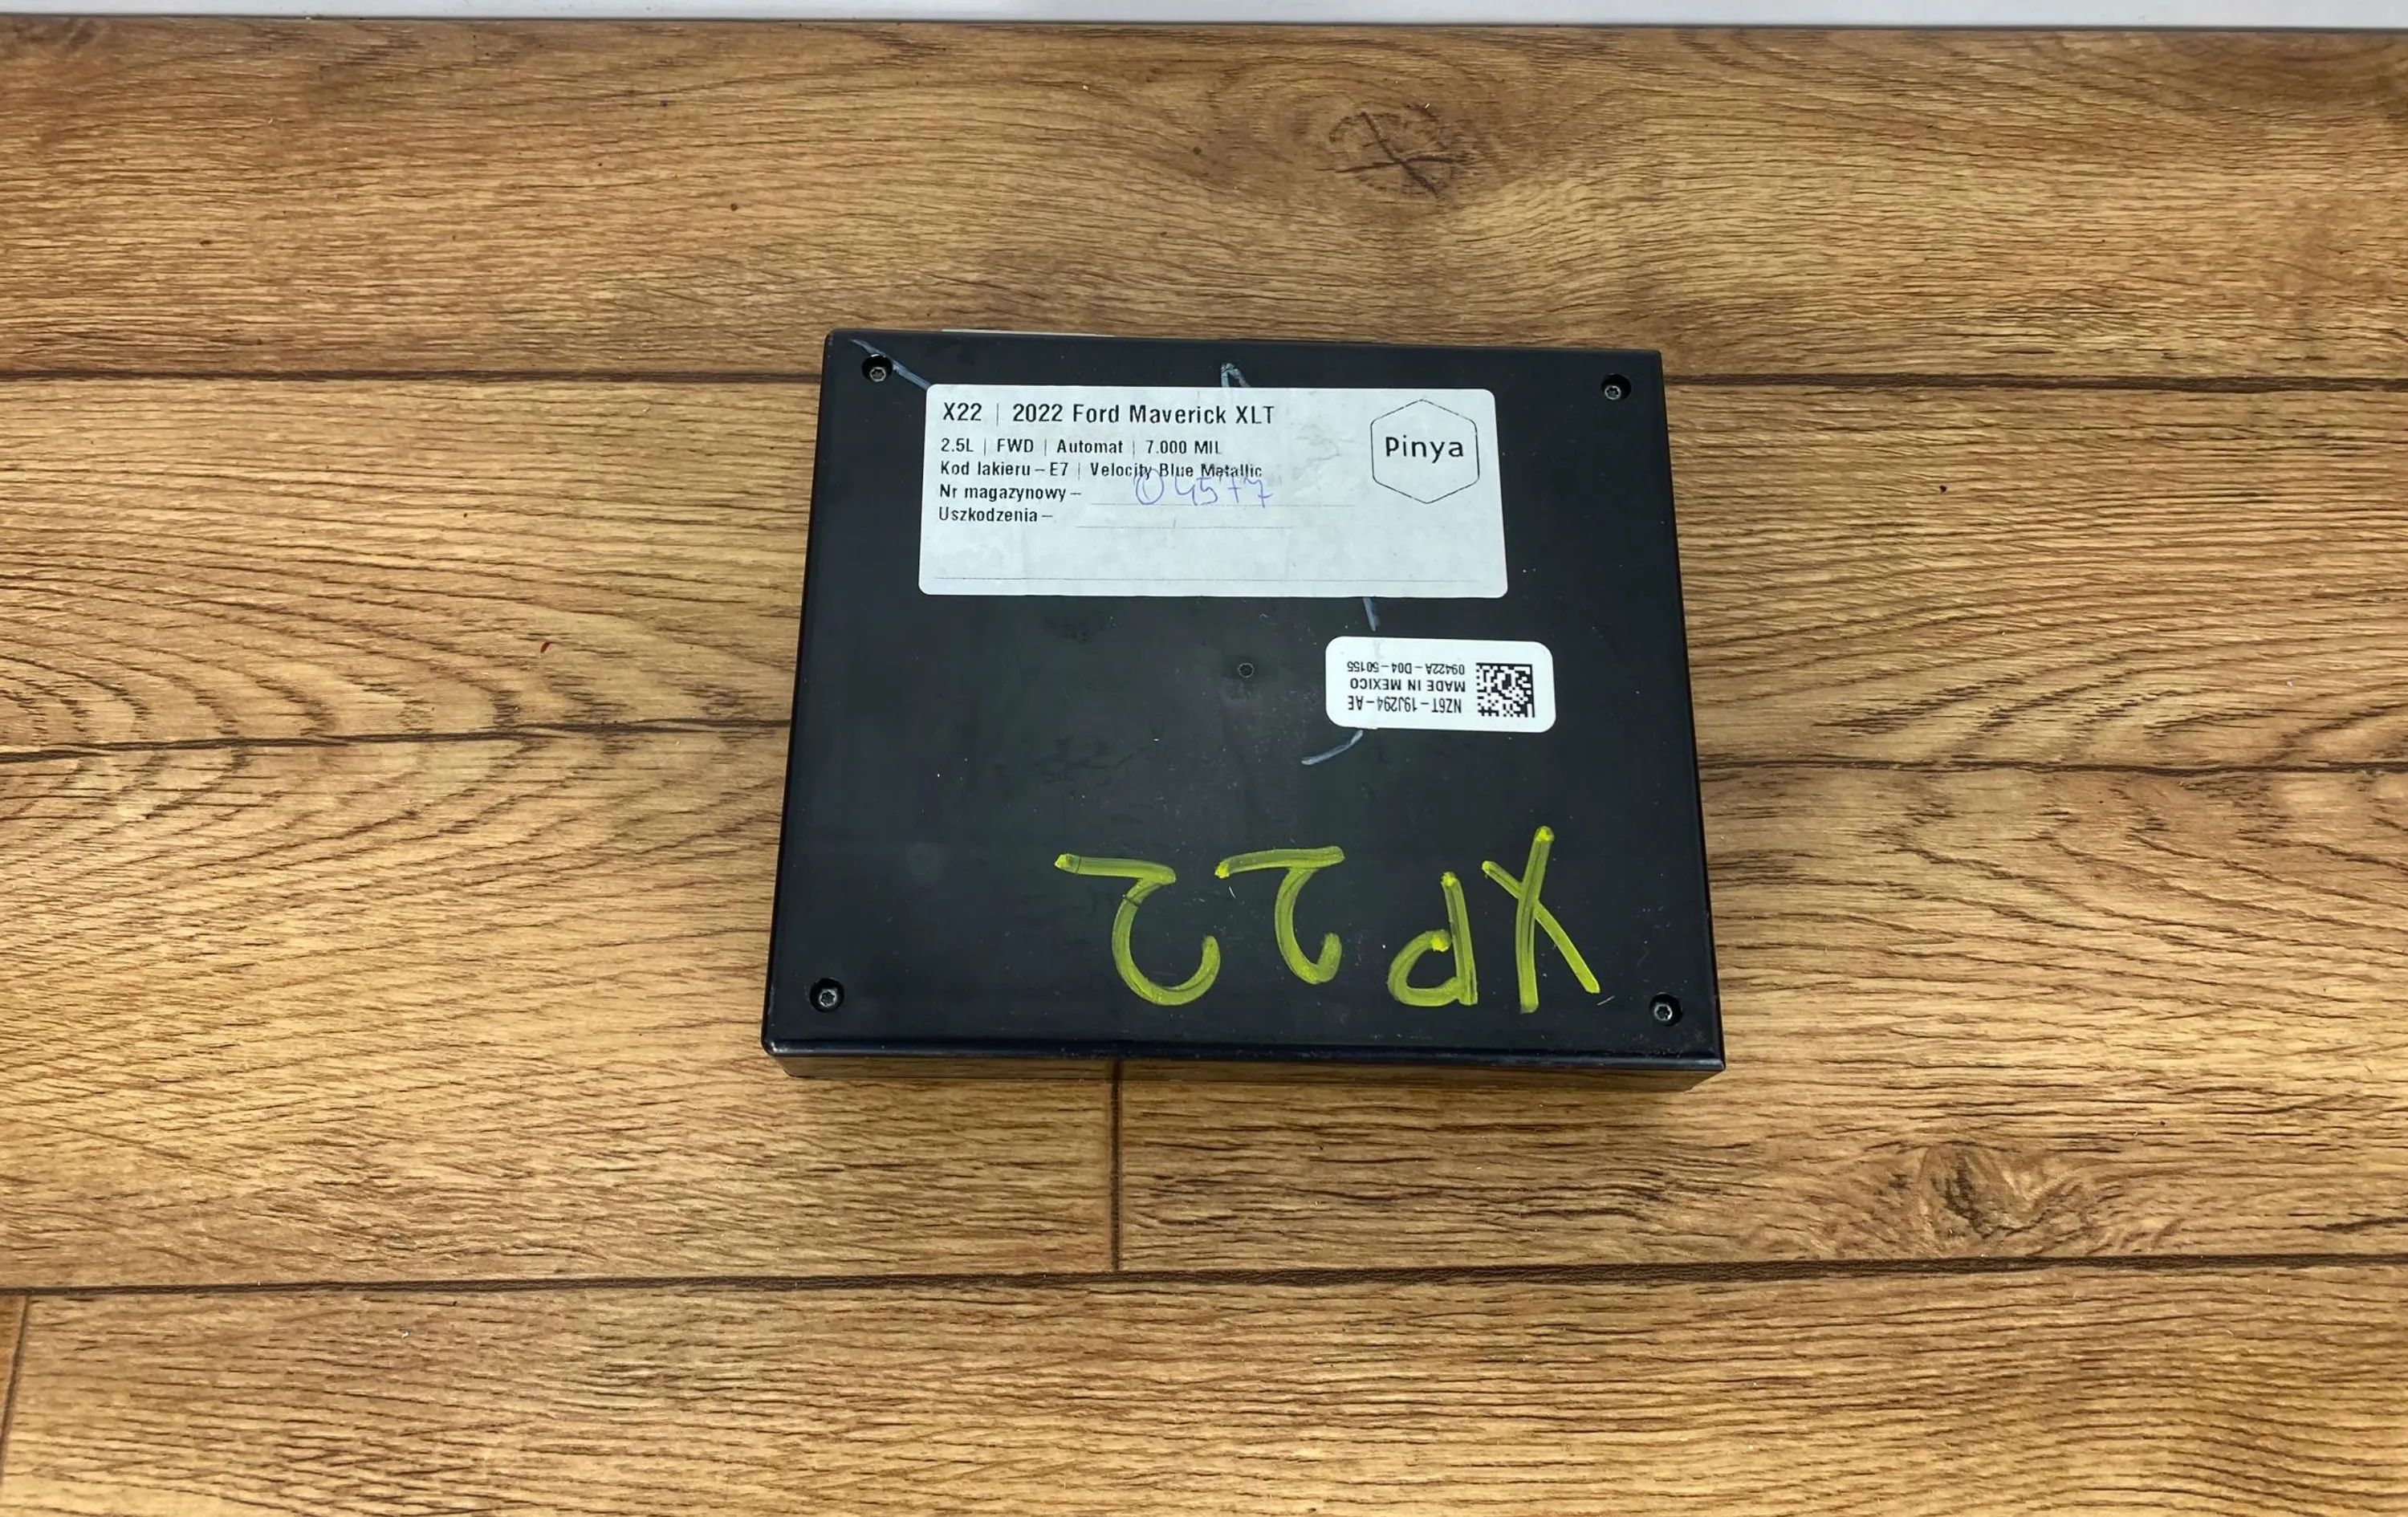 X22 | 2022 Ford Maverick XLT
2.5L | FWD | Automat | 7.000 MIL
Kod lakieru – E7 | Velocity Blue Metallic
Nr magazynowy – 04577
Uszkodzenia –
Pinya
NZ6T-19J294-AE
MADE IN MEXICO
09422A-D04-50155
XP22